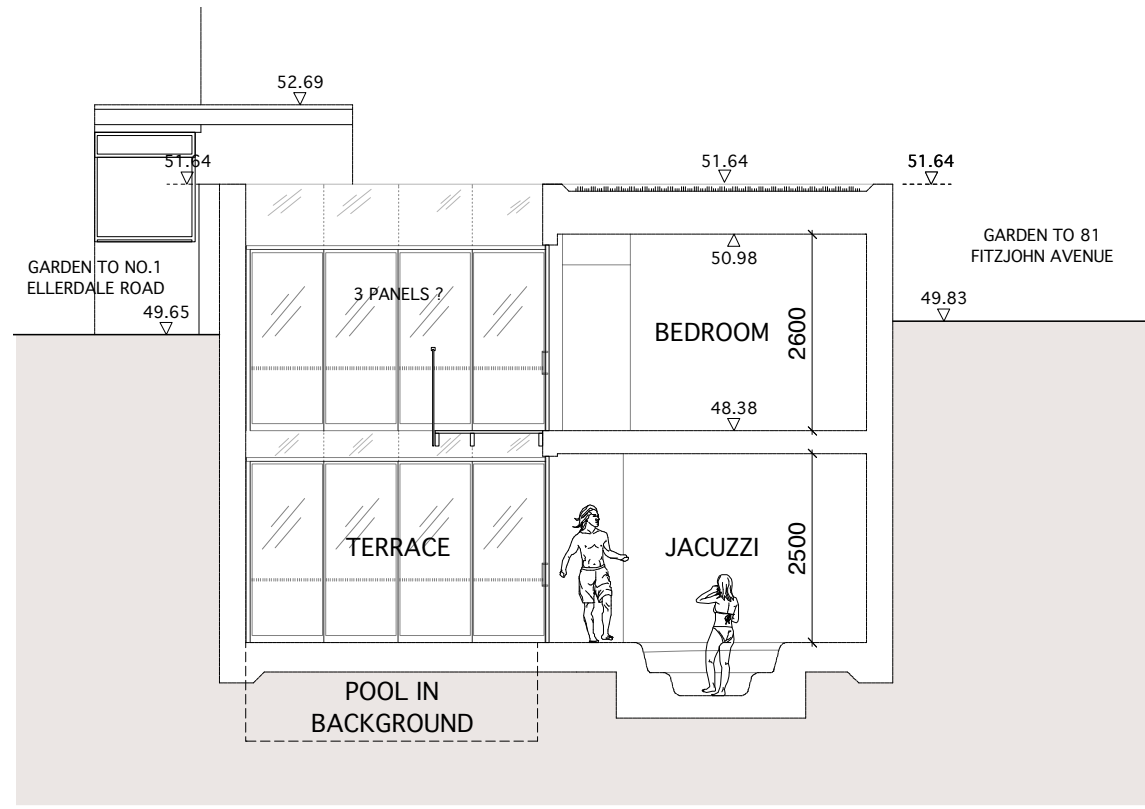 52.69
51.64
51.64
51.64
GARDEN TO NO.1
ELLERDALE ROAD
GARDEN TO 81
FITZJOHN AVENUE
50.98
3 PANELS ?
49.65
49.83
BEDROOM
2600
48.38
TERRACE
JACUZZI
2500
POOL IN
BACKGROUND